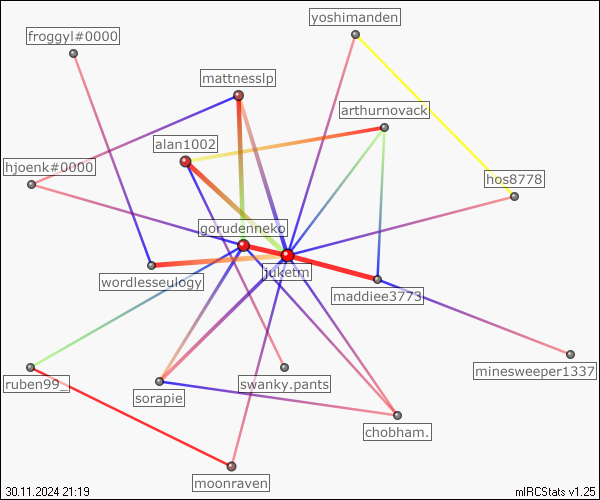 yoshimanden
froggyl#0000
mattnesslp
arthurnovack
alan1002
hjoenk#0000
hos8778
gorudenneko
juketm
wordlesseulogy
maddiee3773
minesweeper1337
ruben99_
swanky.pants
sorapie
chobham.
moonraven
30.11.2024 21:19
mIRCStats v1.25